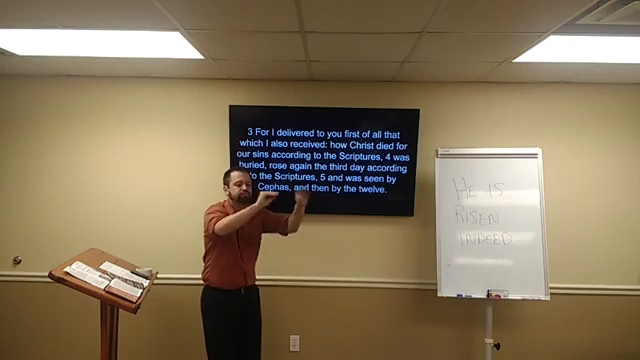 3 For I delivered to you first of all that
which I also received: how Christ died for
our sins according to the Scriptures, 4 was
buried, rose again the third day according
to the Scriptures, 5 and was seen by
Cephas, and then by the twelve.
HE IS
RISEN
INDEED